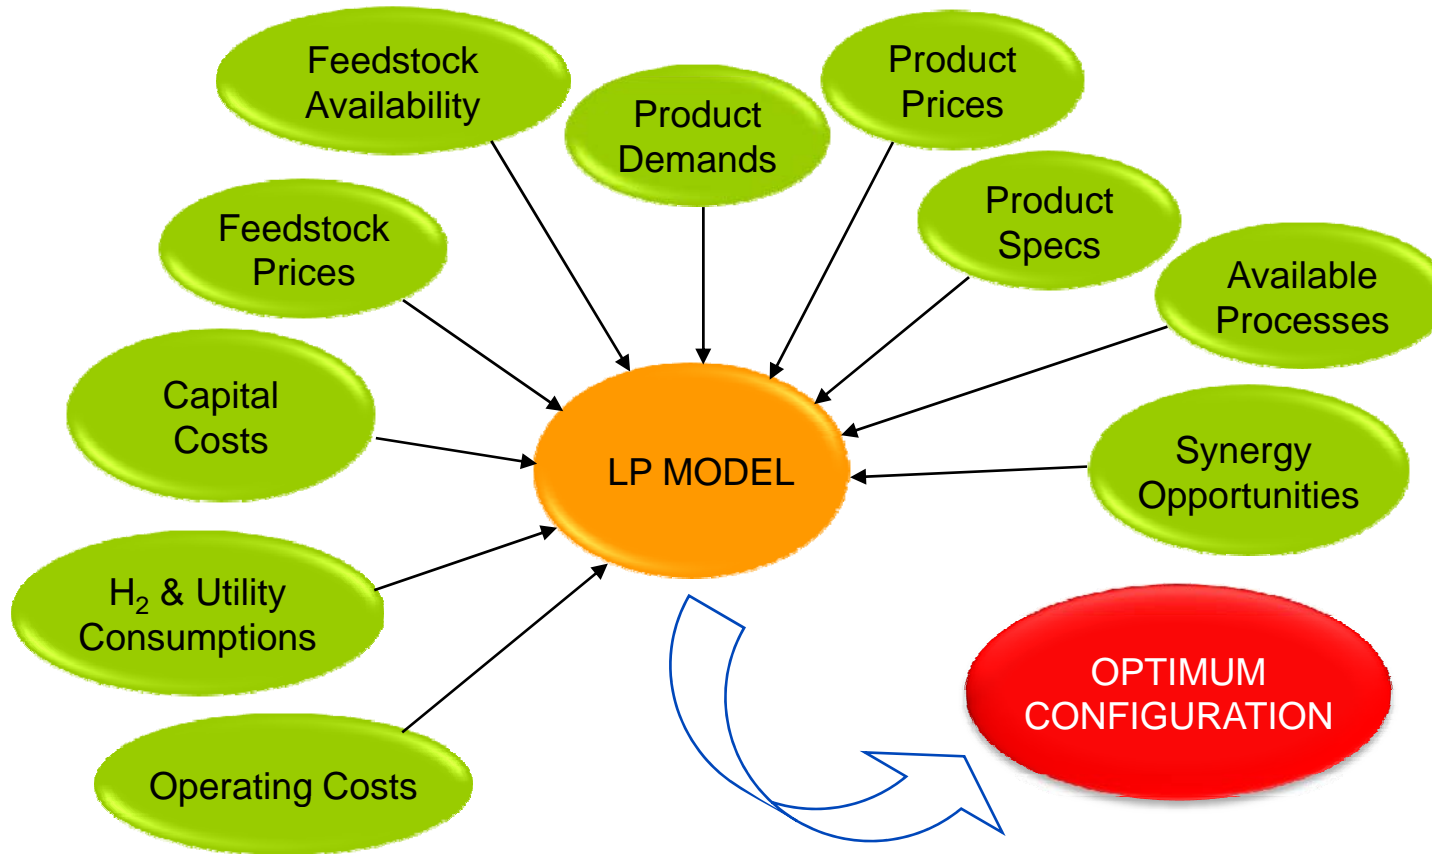 Feedstock
Availability
Product
Demands
Product
Prices
Product
Specs
Available
Processes
Synergy
Opportunities
Feedstock
Prices
Capital
Costs
H₂ & Utility
Consumptions
Operating Costs
LP MODEL
OPTIMUM
CONFIGURATION